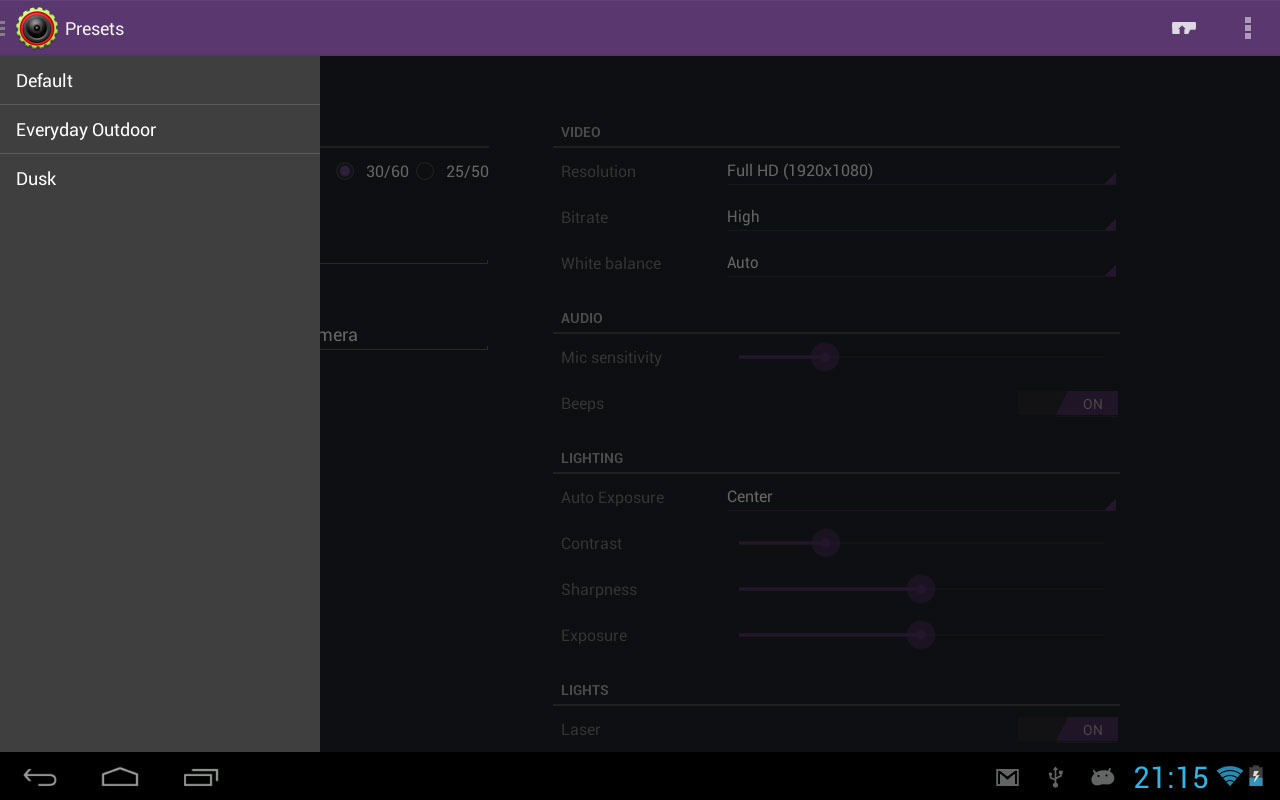 Presets
Default
Everyday Outdoor
Dusk
30/60 25/50
mera
VIDEO
Resolution Full HD (1920x1080)
Bitrate High
White balance Auto
AUDIO
Mic sensitivity
Beeps ON
LIGHTING
Auto Exposure Center
Contrast
Sharpness
Exposure
LIGHTS
Laser ON
21:15